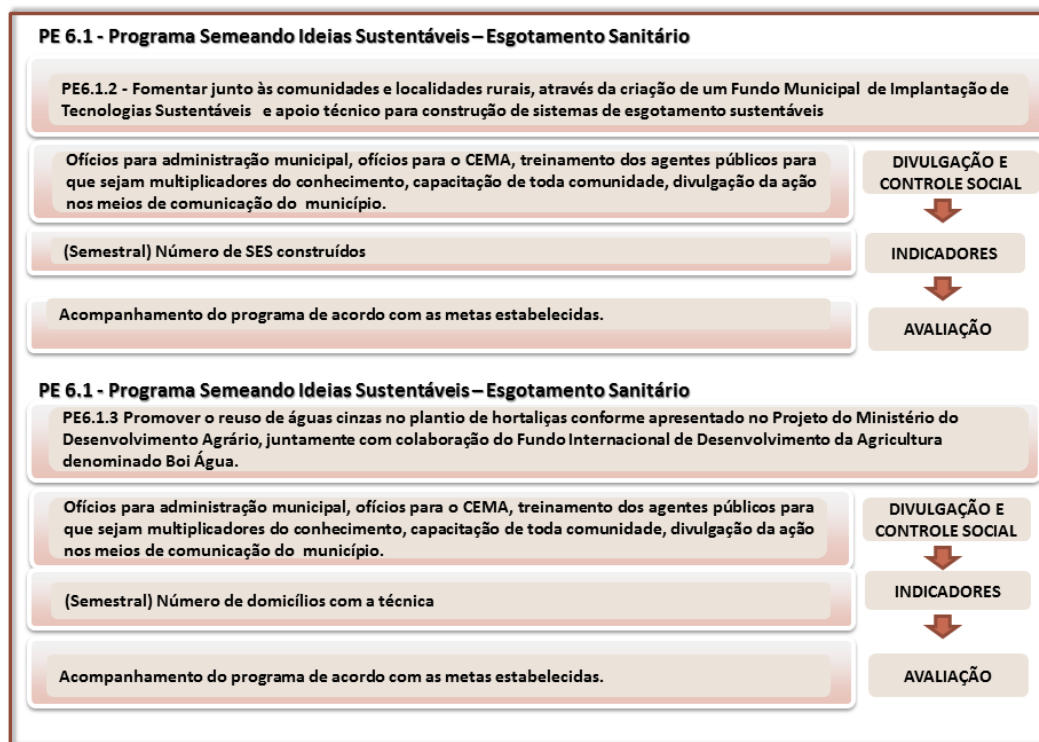 PE 6.1 - Programa Semeando Ideias Sustentáveis – Esgotamento Sanitário
PE6.1.2 - Fomentar junto às comunidades e localidades rurais, através da criação de um Fundo Municipal de Implantação de
Tecnologias Sustentáveis e apoio técnico para construção de sistemas de esgotamento sustentáveis
Ofícios para administração municipal, ofícios para o CEMA, treinamento dos agentes públicos para
que sejam multiplicadores do conhecimento, capacitação de toda comunidade, divulgação da ação
nos meios de comunicação do município.
DIVULGAÇÃO E
CONTROLE SOCIAL
(Semestral) Número de SES construídos
INDICADORES
Acompanhamento do programa de acordo com as metas estabelecidas.
AVALIAÇÃO
PE 6.1 - Programa Semeando Ideias Sustentáveis – Esgotamento Sanitário
PE6.1.3 Promover o reuso de águas cinzas no plantio de hortaliças conforme apresentado no Projeto do Ministério do
Desenvolvimento Agrário, juntamente com colaboração do Fundo Internacional de Desenvolvimento da Agricultura
denominado Boi Água.
Ofícios para administração municipal, ofícios para o CEMA, treinamento dos agentes públicos para
que sejam multiplicadores do conhecimento, capacitação de toda comunidade, divulgação da ação
nos meios de comunicação do município.
DIVULGAÇÃO E
CONTROLE SOCIAL
(Semestral) Número de domicílios com a técnica
INDICADORES
Acompanhamento do programa de acordo com as metas estabelecidas.
AVALIAÇÃO